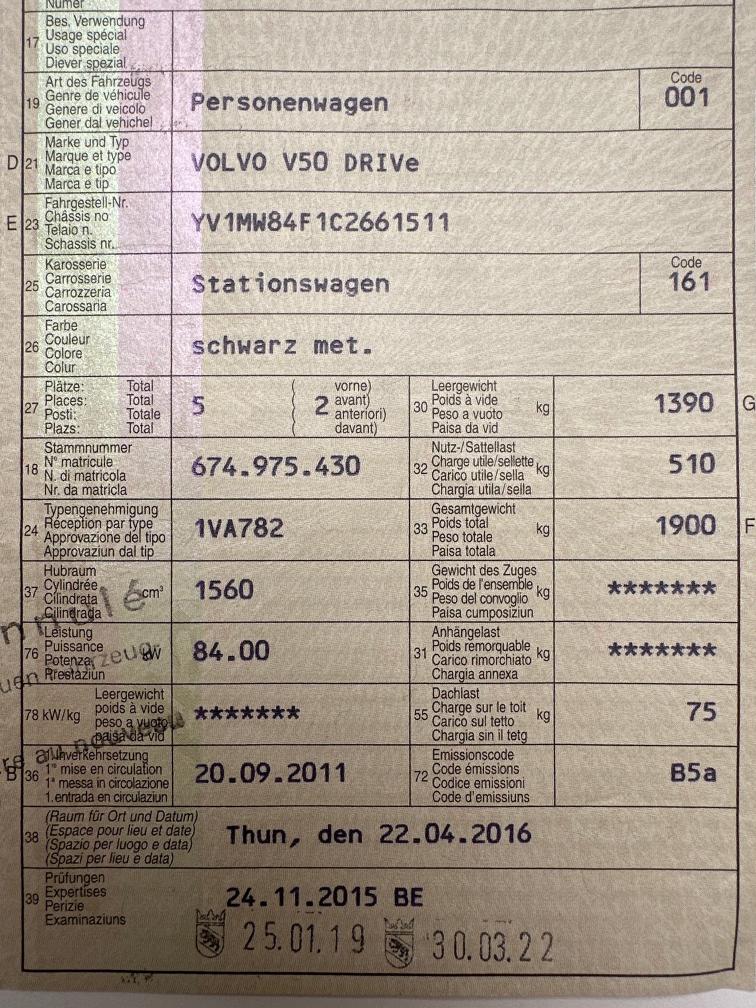 Numer
17 Bes. Verwendung
Usage spécial
Uso speciale
Diever spezial
19 Art des Fahrzeugs
Genre de véhicule
Genere di veicolo
Gener dal vehichel
Personenwagen
Code
001
D 21 Marke und Typ
Marque et type
Marca e tipo
Marca e tip
VOLVO V50 DRIVe
E 23 Fahrgestell-Nr.
Châssis no
Telaio n.
Schassis nr.
YV1MW84F1C2661511
25 Karosserie
Carrosserie
Carrozzeria
Carossaria
Stationswagen
Code
161
26 Farbe
Couleur
Colore
Colur
schwarz met.
27 Plätze: Total
Places: Total
Posti: Totale
Plazs: Total
5
2
vorne)
avant)
anteriori)
davant)
30 Leergewicht
Poids à vide
Peso a vuoto
Paisa da vid
kg
1390
G
18 Stammnummer
N° matricule
N. di matricola
Nr. da matricla
674.975.430
32 Nutz-/Sattellast
Charge utile/sellette
Carico utile/sella
Chargia utila/sella
kg
510
24 Typengenehmigung
Réception par type
Approvazione del tipo
Approvaziun dal tip
1VA782
33 Gesamtgewicht
Poids total
Peso totale
Paisa totala
kg
1900
F
37 Hubraum
Cylindrée
Cilindrata
Cilindrada
cm³
1560
35 Gewicht des Zuges
Poids de l'ensemble
Peso del convoglio
Paisa cumposiziun
kg
*******
76 Leistung
Puissance
Potenza
Prestaziun
kW
84.00
31 Anhängelast
Poids remorquable
Carico rimorchiato
Chargia annexa
kg
*******
78 kW/kg
Leergewicht
poids à vide
peso a vuoto
paisa da vid
*******
55 Dachlast
Charge sur le toit
Carico sul tetto
Chargia sin il tetg
kg
75
B 36 Inverkehrsetzung
1re mise en circulation
1a messa in circolazione
1.entrada en circulaziun
20.09.2011
72 Emissionscode
Code émissions
Codice emissioni
Code d'emissiuns
B5a
38 (Raum für Ort und Datum)
(Espace pour lieu et date)
(Spazio per luogo e data)
(Spazi per lieu e data)
Thun, den 22.04.2016
39 Prüfungen
Expertises
Perizie
Examinaziuns
24.11.2015 BE
25.01.19
30.03.22